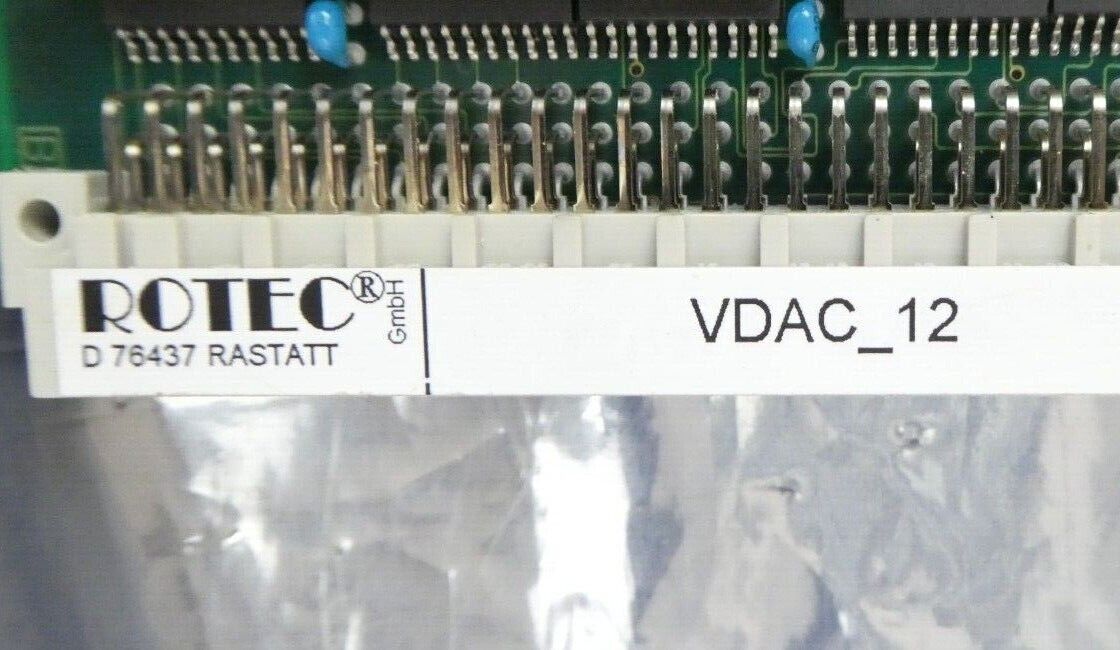 ROTEC® GmbH
D 76437 RASTATT
VDAC_12